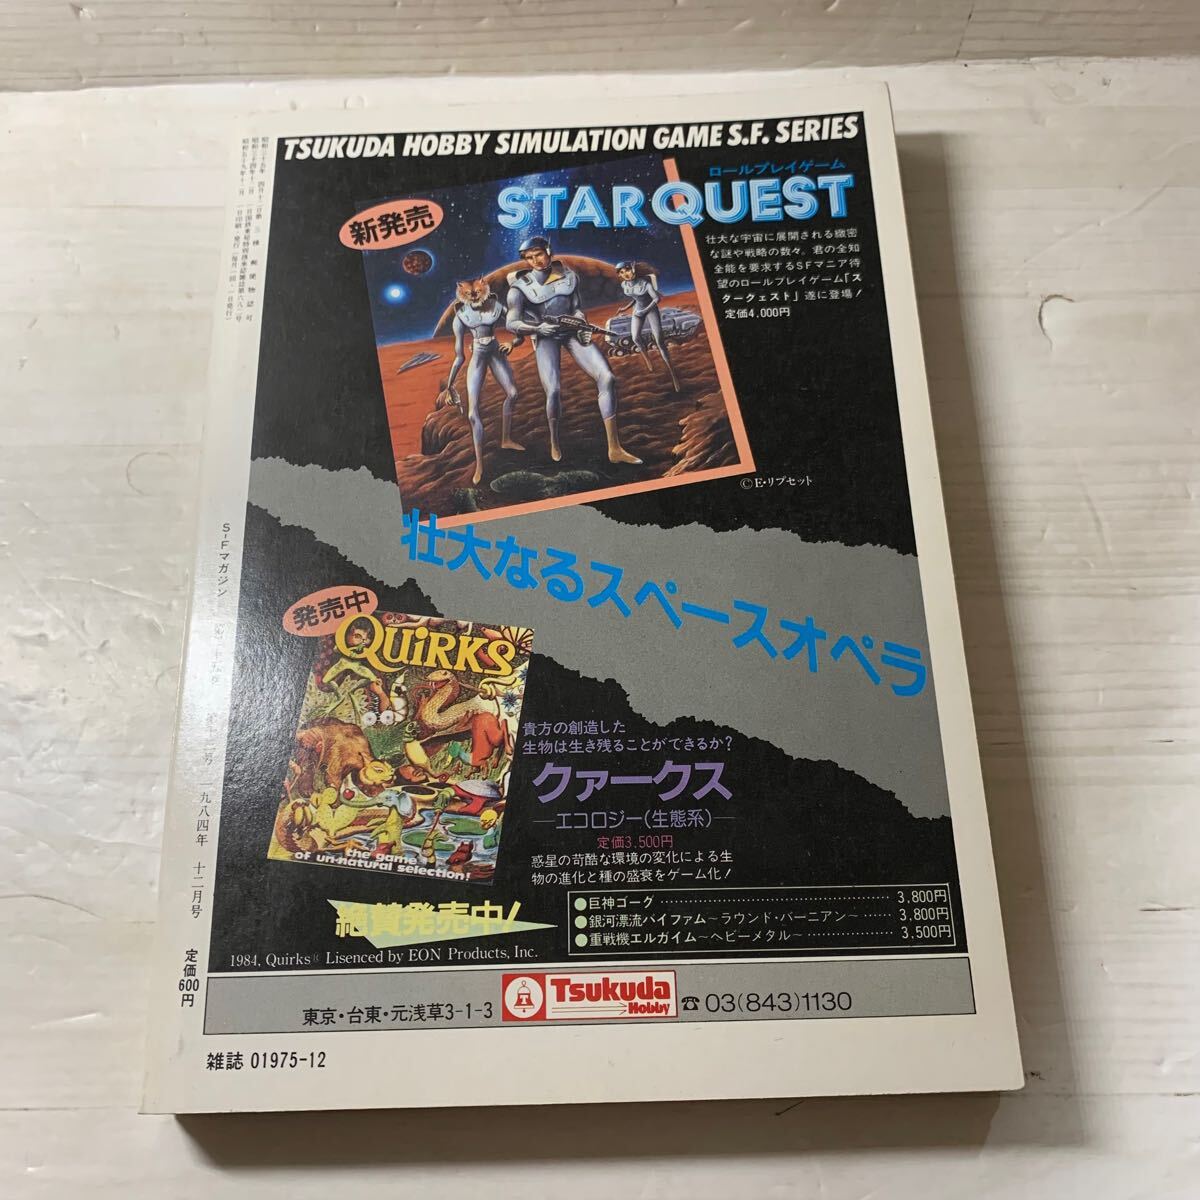 TSUKUDA HOBBY SIMULATION GAME S.F. SERIES
ロールプレイゲーム
STARQUEST
新発売
壮大な宇宙に展開される緻密
な謎や戦略の数々。君の全知
全能を要求するSFマニア待
望のロールプレイゲーム「ス
タークェスト」遂に登場!
定価4,000円
©E・リプセット
壮大なるスペースオペラ
発売中
QUiRKS
the game
of un-natural selection!
貴方の創造した
生物は生き残ることができるか?
クァークス
―エコロジー(生態系)―
定価3,500円
惑星の苛酷な環境の変化による生
物の進化と種の盛衰をゲーム化!
絶賛発売中!
●巨神ゴーグ 3,800円
●銀河漂流バイファム～ラウンド・バーニアン～ 3,800円
●重戦機エルガイム～ヘビーメタル～ 3,500円
1984, Quirks は Lisenced by EON Products, Inc.
東京・台東・元浅草3-1-3
Tsukuda
Hobby
☎03(843)1130
S-Fマガジン
一九八四年 十二月号
定価600円
雑誌 01975-12